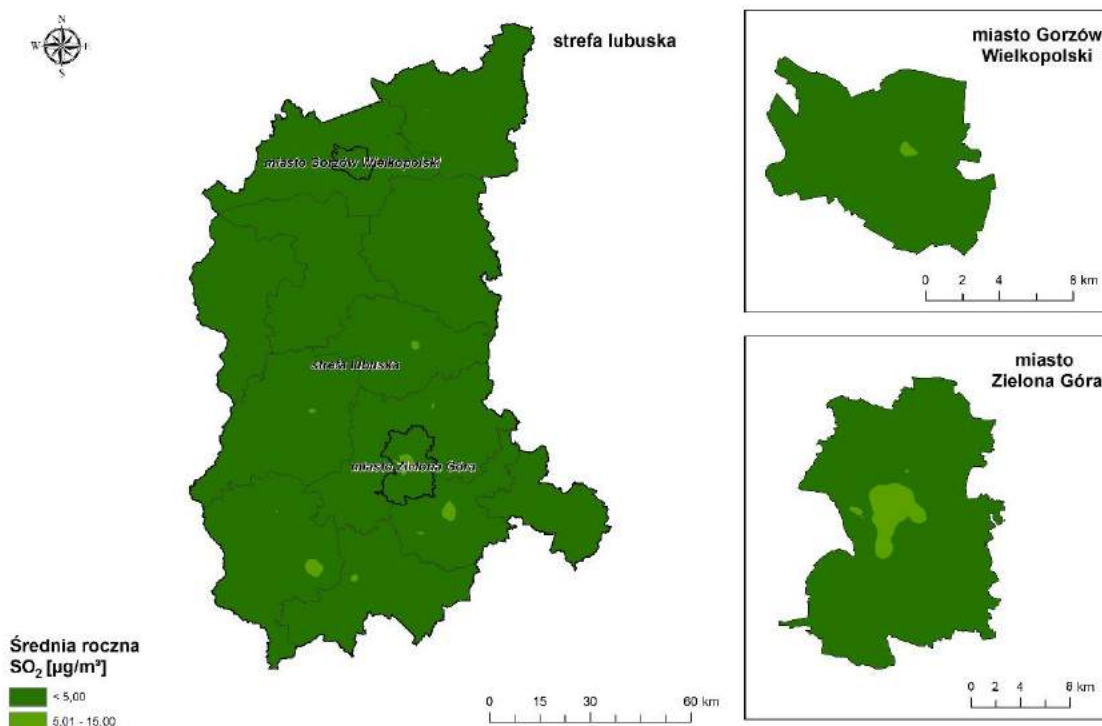 N
W E
S
strefa lubuska
miasto Gorzów Wielkopolski
strefa lubuska
miasto Zielona Góra
Średnia roczna
SO₂ [µg/m³]
< 5,00
5,01 - 15,00
0 15 30 60 km
miasto Gorzów
Wielkopolski
0 2 4 8 km
miasto
Zielona Góra
0 2 4 8 km